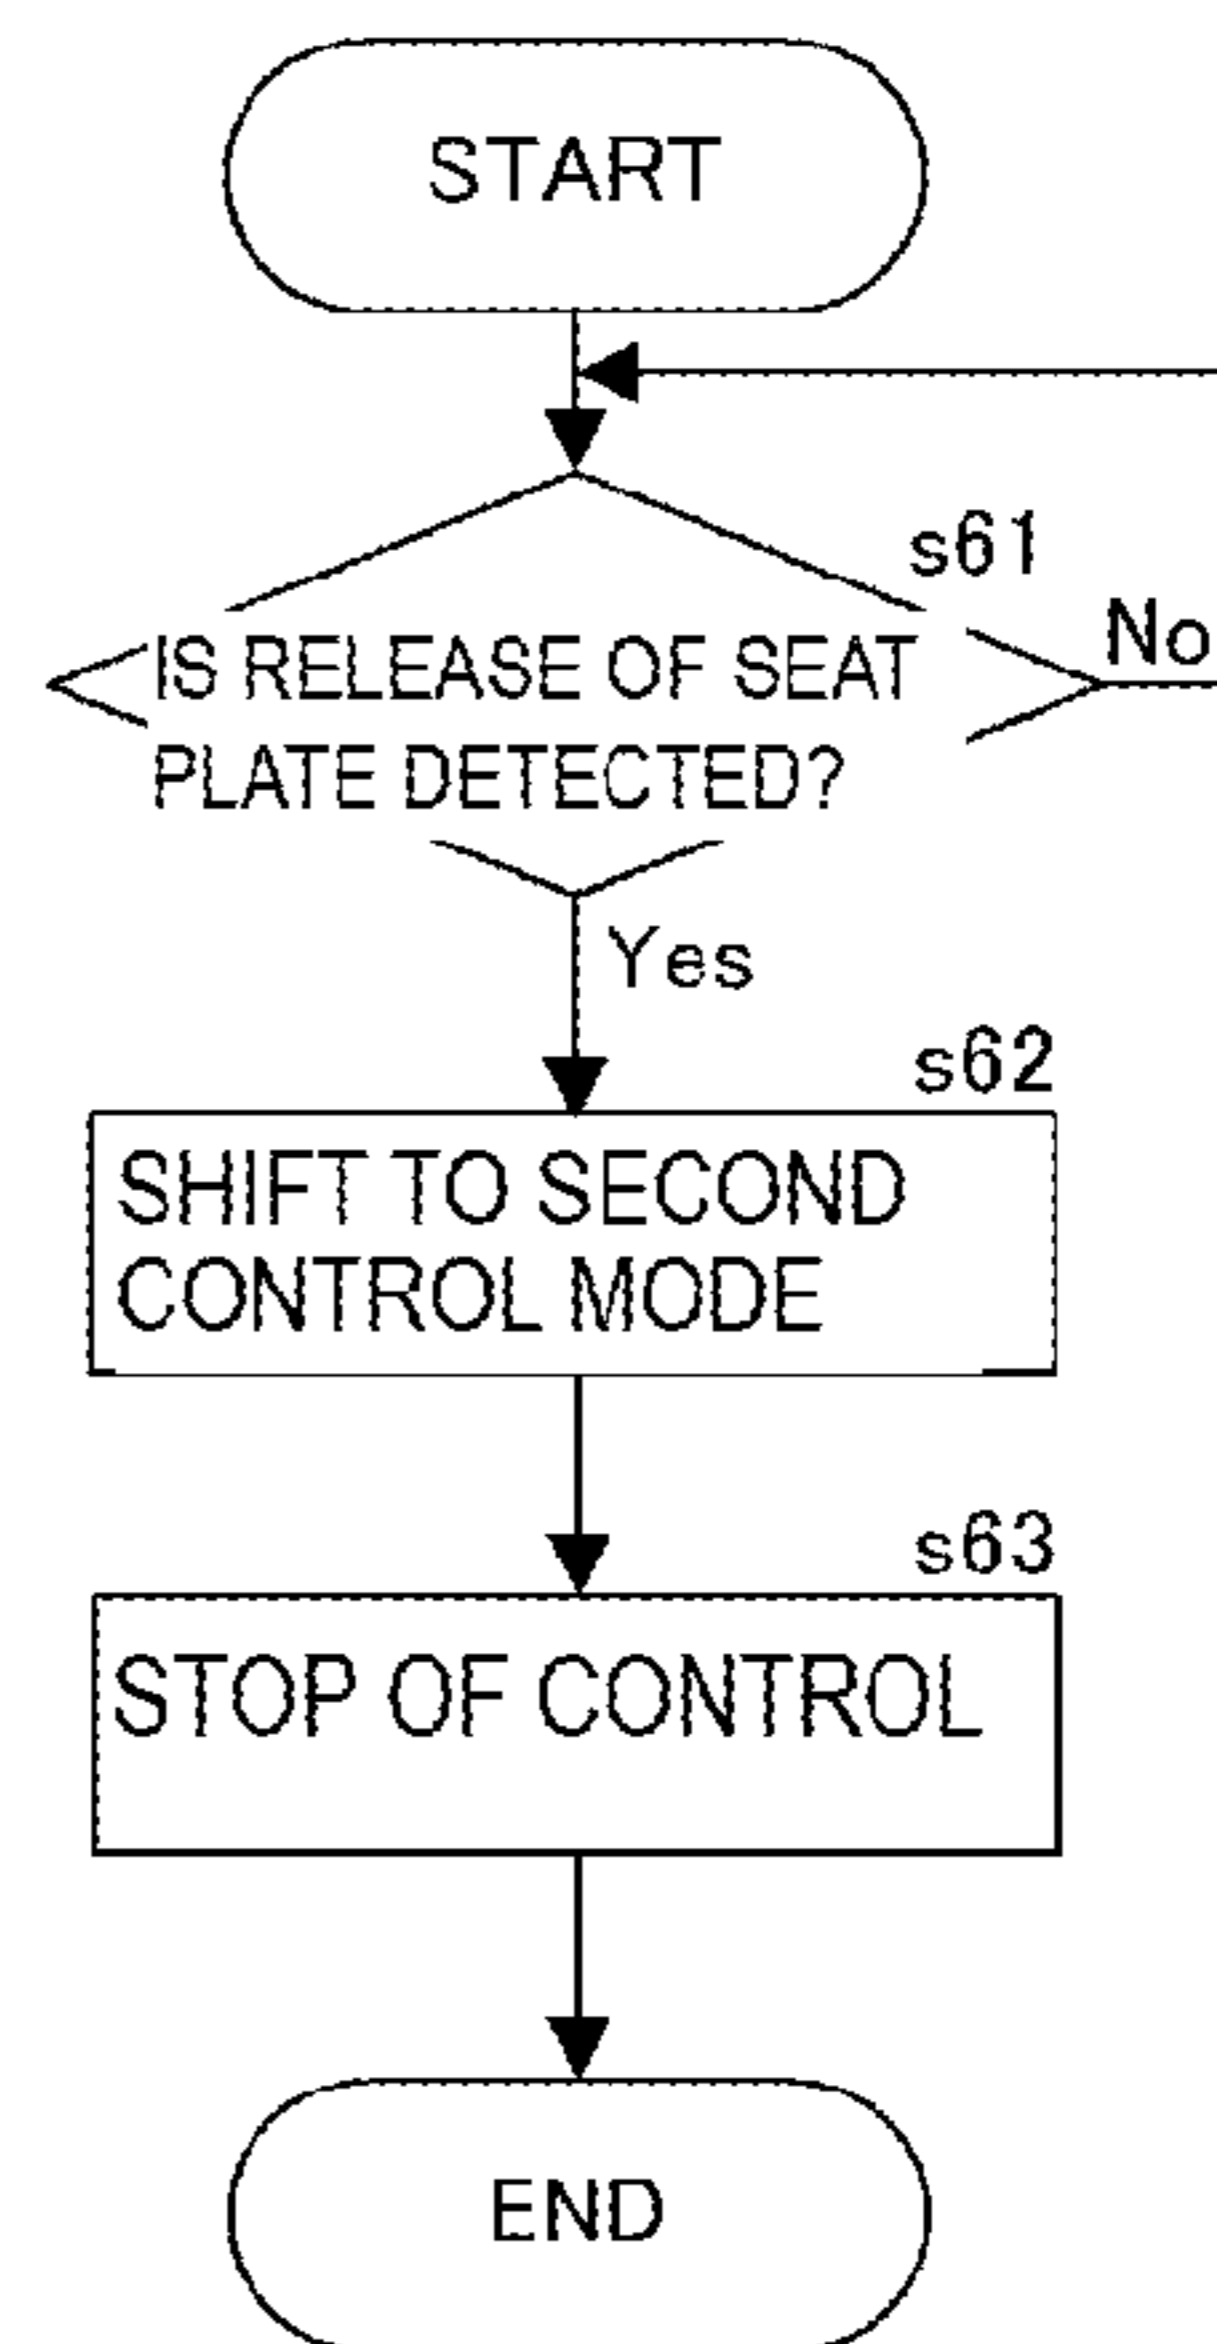 START
s61
No
IS RELEASE OF SEAT
PLATE DETECTED?
Yes
s62
SHIFT TO SECOND
CONTROL MODE
s63
STOP OF CONTROL
END